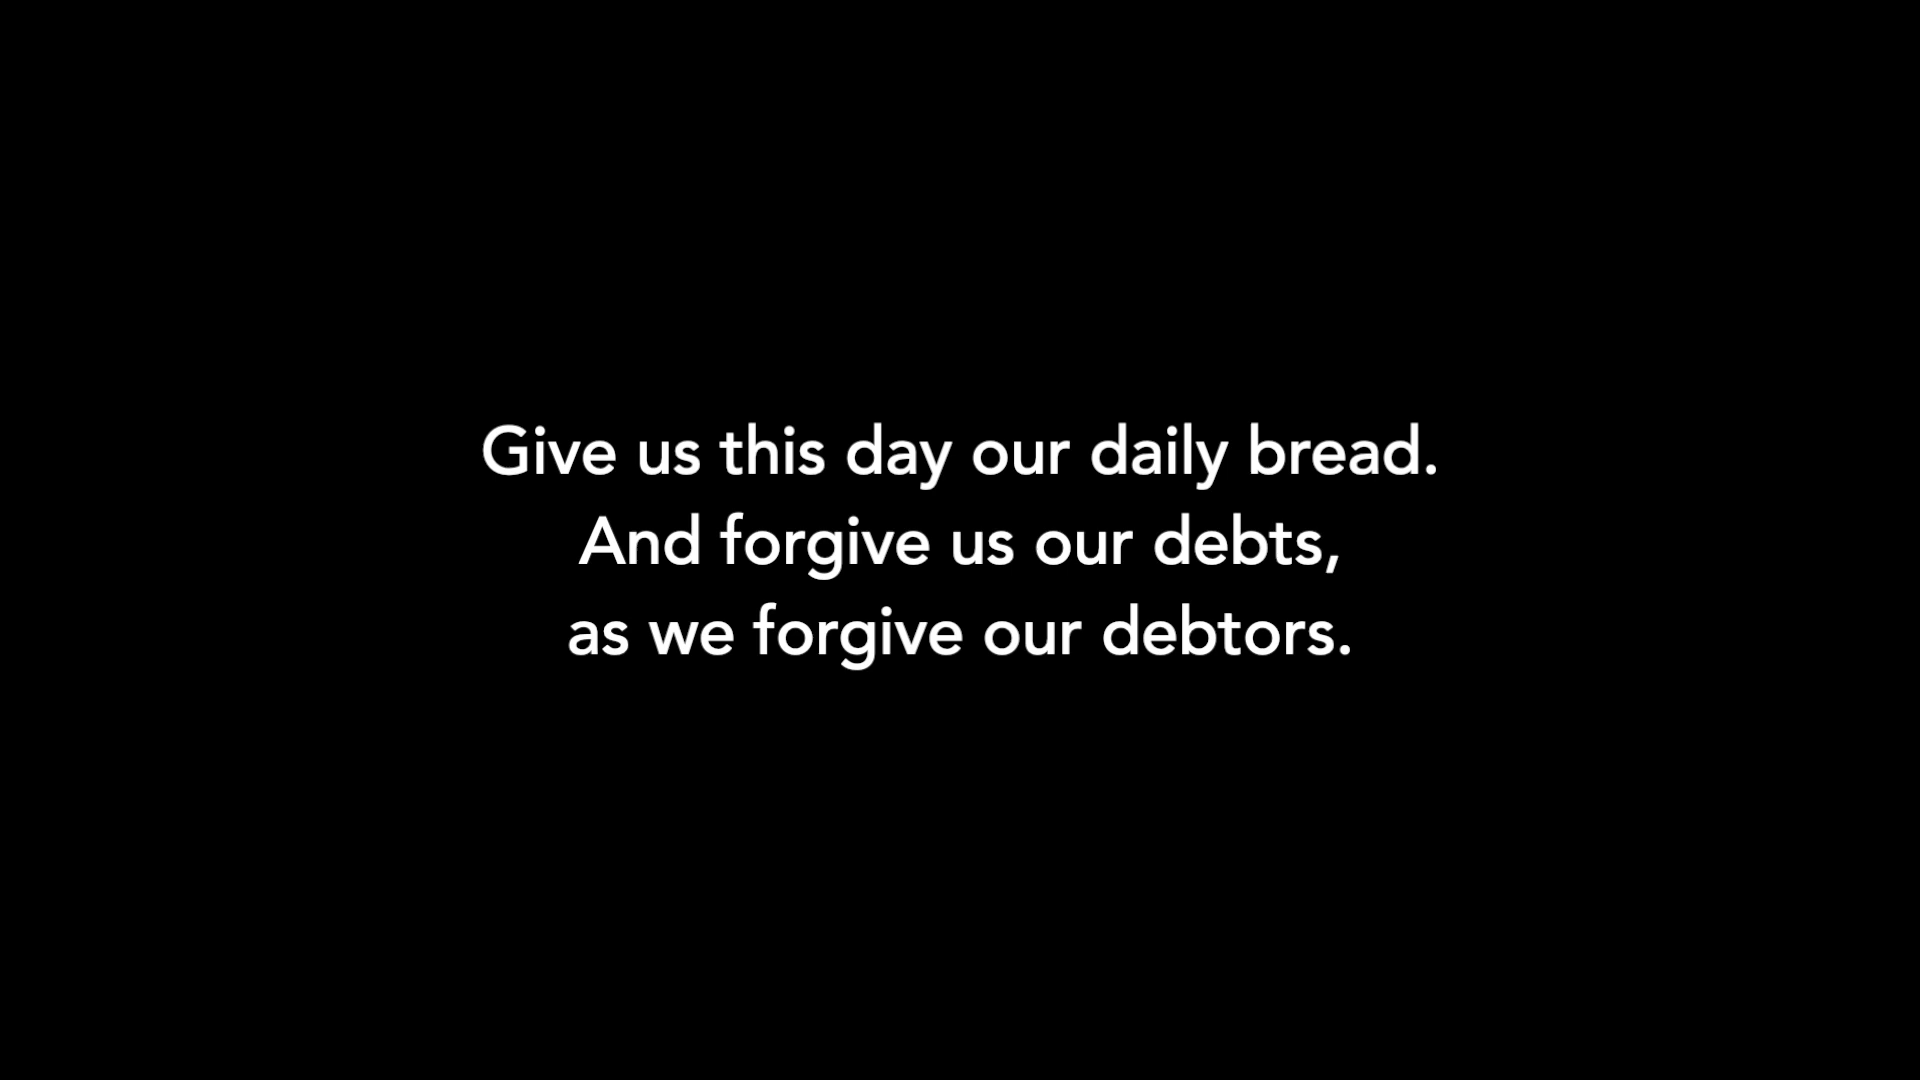 Give us this day our daily bread.
And forgive us our debts,
as we forgive our debtors.